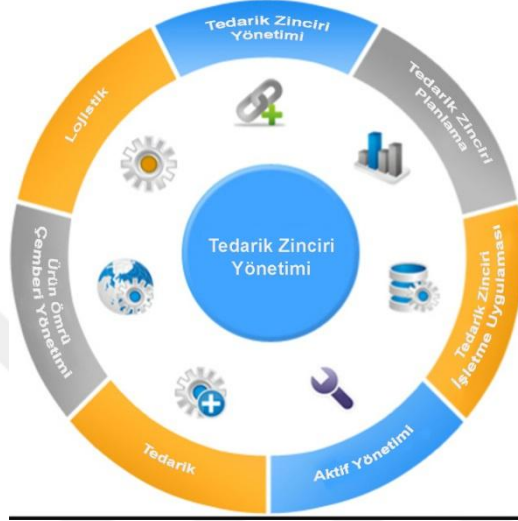 Tedarik Zinciri
Yönetimi
Tedarik Zinciri
Planlama
Tedarik Zinciri
İşletme Uygulaması
Aktif Yönetimi
Tedarik
Ürün Ömrü
Çemberi Yönetimi
Lojistik
Tedarik Zinciri
Yönetimi